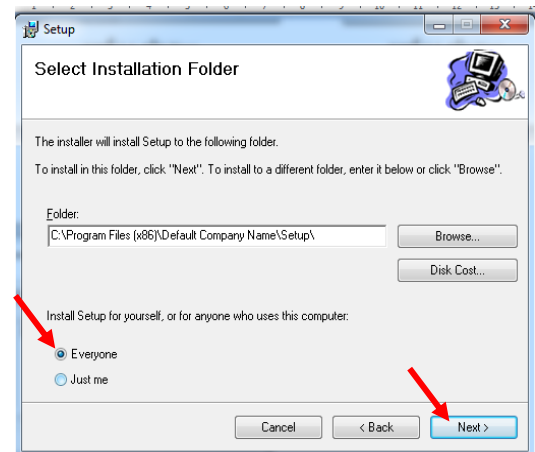 Setup
Select Installation Folder
The installer will install Setup to the following folder.
To install in this folder, click "Next". To install to a different folder, enter it below or click "Browse".
Folder:
C:\Program Files (x86)\Default Company Name\Setup\
Browse...
Disk Cost...
Install Setup for yourself, or for anyone who uses this computer:
Everyone
Just me
Cancel
< Back
Next >